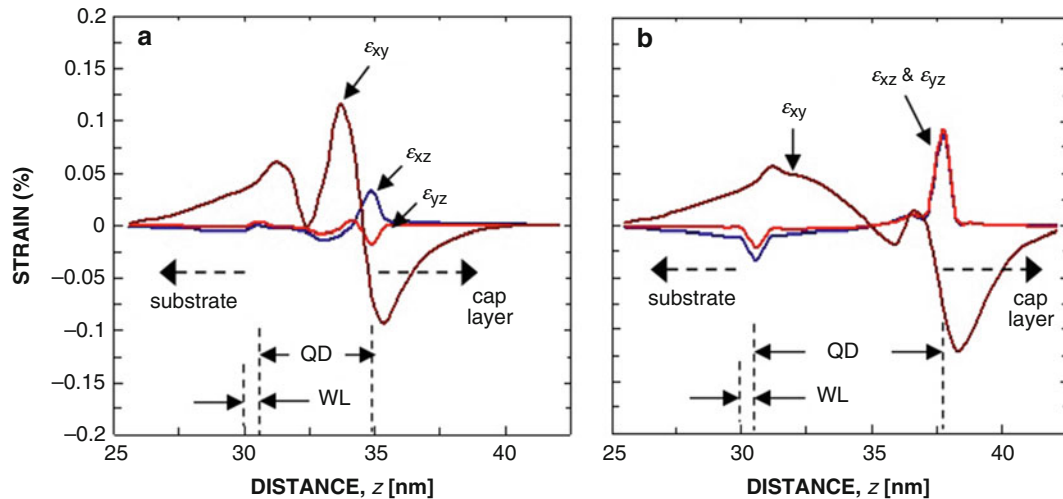 a
b
STRAIN (%)
0.2
0.15
0.1
0.05
0
–0.05
–0.1
–0.15
–0.2
εxy
εxz
εyz
substrate
cap
layer
QD
WL
25
30
35
40
DISTANCE, z [nm]
εxy
εxz & εyz
substrate
cap
layer
QD
WL
25
30
35
40
DISTANCE, z [nm]